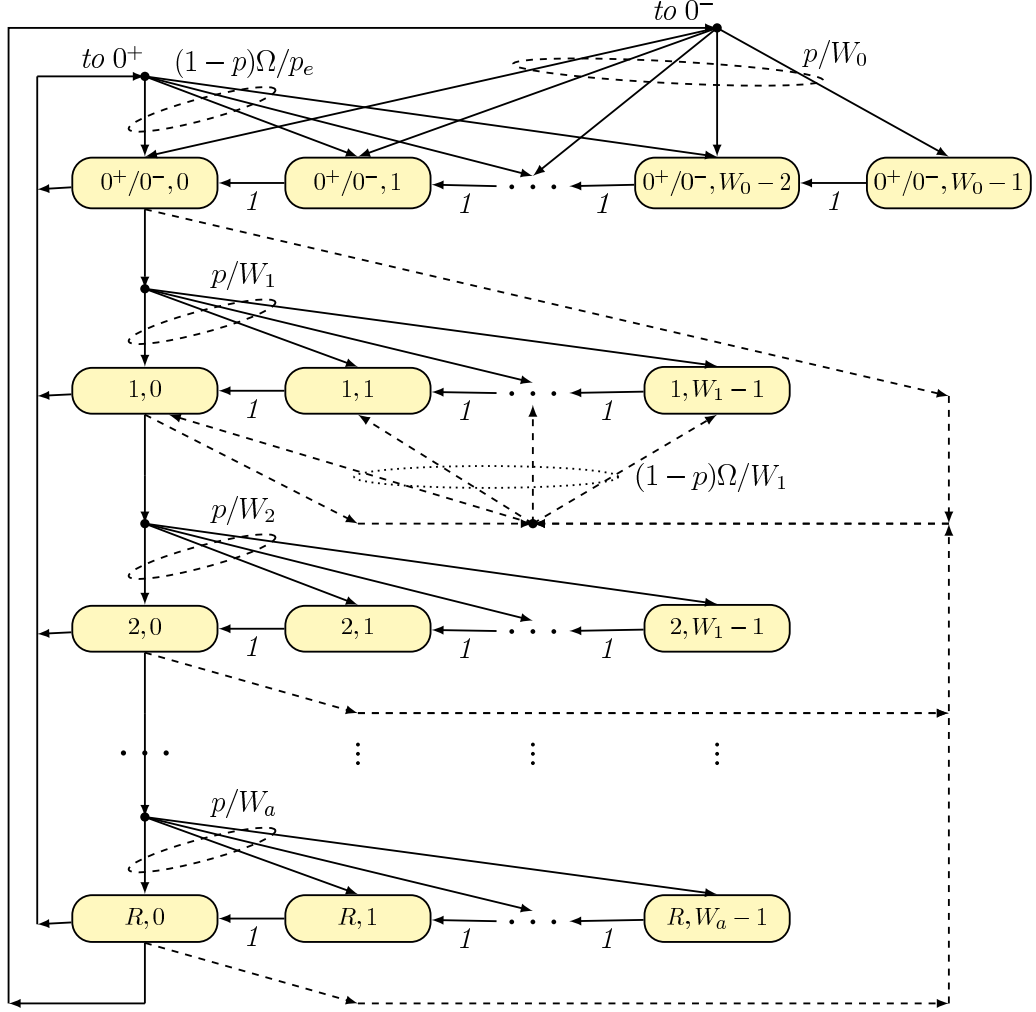 to 0⁻
to 0⁺ (1 − p)Ω/pₑ p/W₀
0⁺/0⁻, 0 0⁺/0⁻, 1 · · · 0⁺/0⁻, W₀ − 2 0⁺/0⁻, W₀ − 1
1 1 1 1
p/W₁
1, 0 1, 1 · · · 1, W₁ − 1
1 1 1
(1 − p)Ω/W₁
p/W₂
2, 0 2, 1 · · · 2, W₁ − 1
1 1 1
· · · ⋮ ⋮ ⋮
p/Wₐ
R, 0 R, 1 · · · R, Wₐ − 1
1 1 1